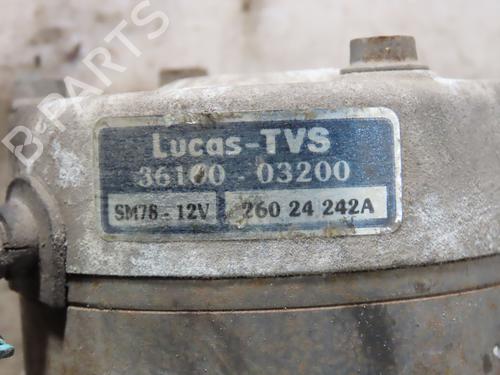 B-PARTS
Lucas-TVS
36100-03200
SM78-12V 260 24 242A